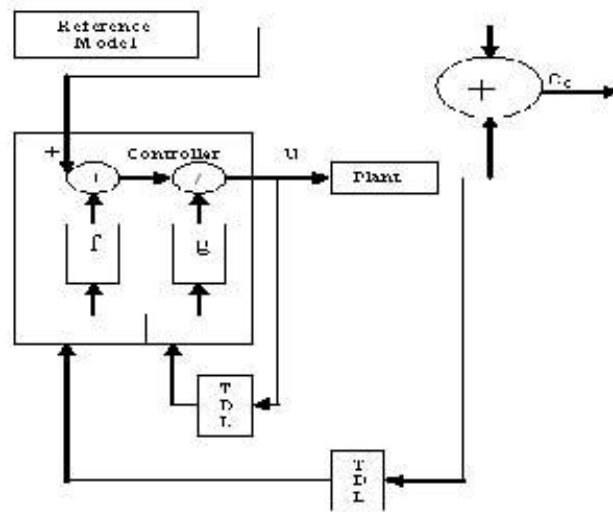 Reference
Model
+
Controller
u
Plant
+
e c
f
g
T
D
L
T
D
L